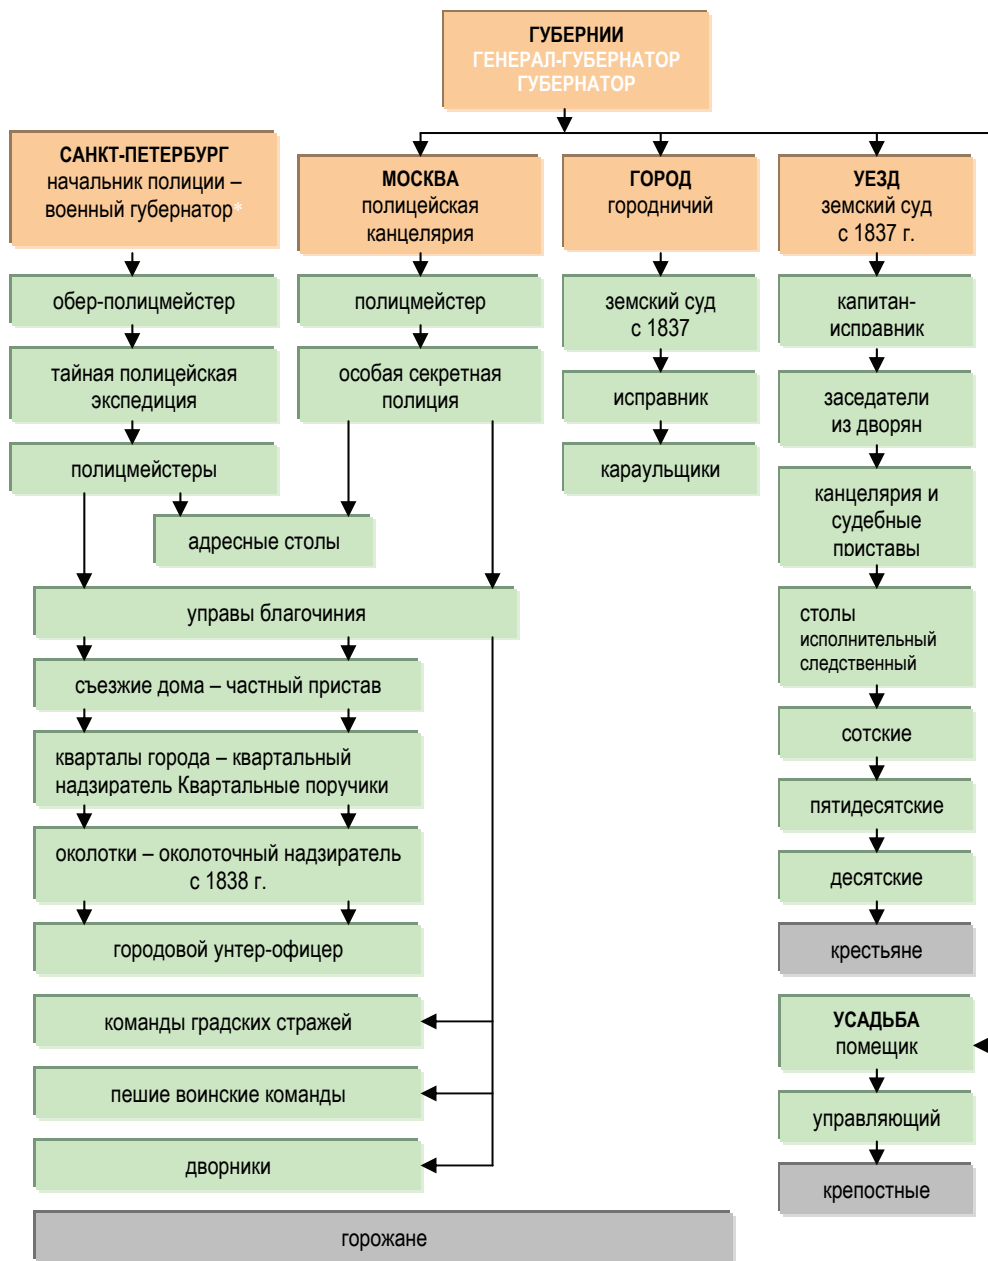 ГУБЕРНИИ
ГЕНЕРАЛ-ГУБЕРНАТОР
ГУБЕРНАТОР
САНКТ-ПЕТЕРБУРГ
начальник полиции –
военный губернатор*
МОСКВА
полицейская
канцелярия
ГОРОД
городничий
УЕЗД
земский суд
с 1837 г.
обер-полицмейстер
полицмейстер
земский суд
с 1837
капитан-
исправник
тайная полицейская
экспедиция
особая секретная
полиция
исправник
заседатели
из дворян
полицмейстеры
караульщики
канцелярия и
судебные
приставы
адресные столы
управы благочиния
столы
исполнительный
следственный
съезжие дома – частный пристав
сотские
кварталы города – квартальный
надзиратель Квартальные поручики
пятидесятские
околотки – околоточный надзиратель
с 1838 г.
десятские
городовой унтер-офицер
крестьяне
команды градских стражей
УСАДЬБА
помещик
пешие воинские команды
управляющий
дворники
крепостные
горожане